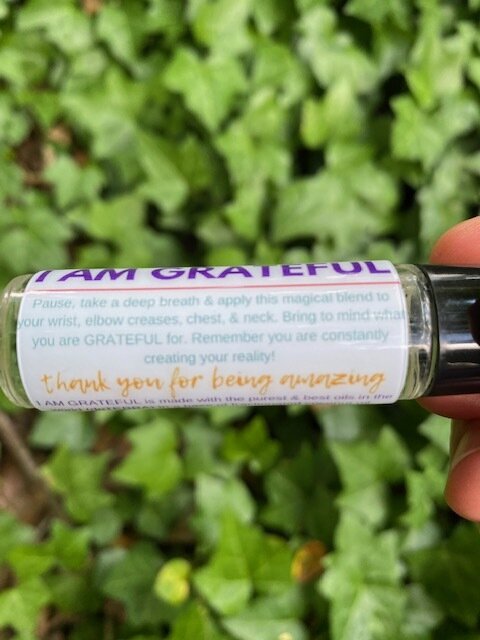 I AM GRATEFUL
Pause, take a deep breath & apply this magical blend to
your wrist, elbow creases, chest, & neck. Bring to mind what
you are GRATEFUL for. Remember you are constantly
creating your reality!
thank you for being amazing
I AM GRATEFUL is made with the purest & best oils in the